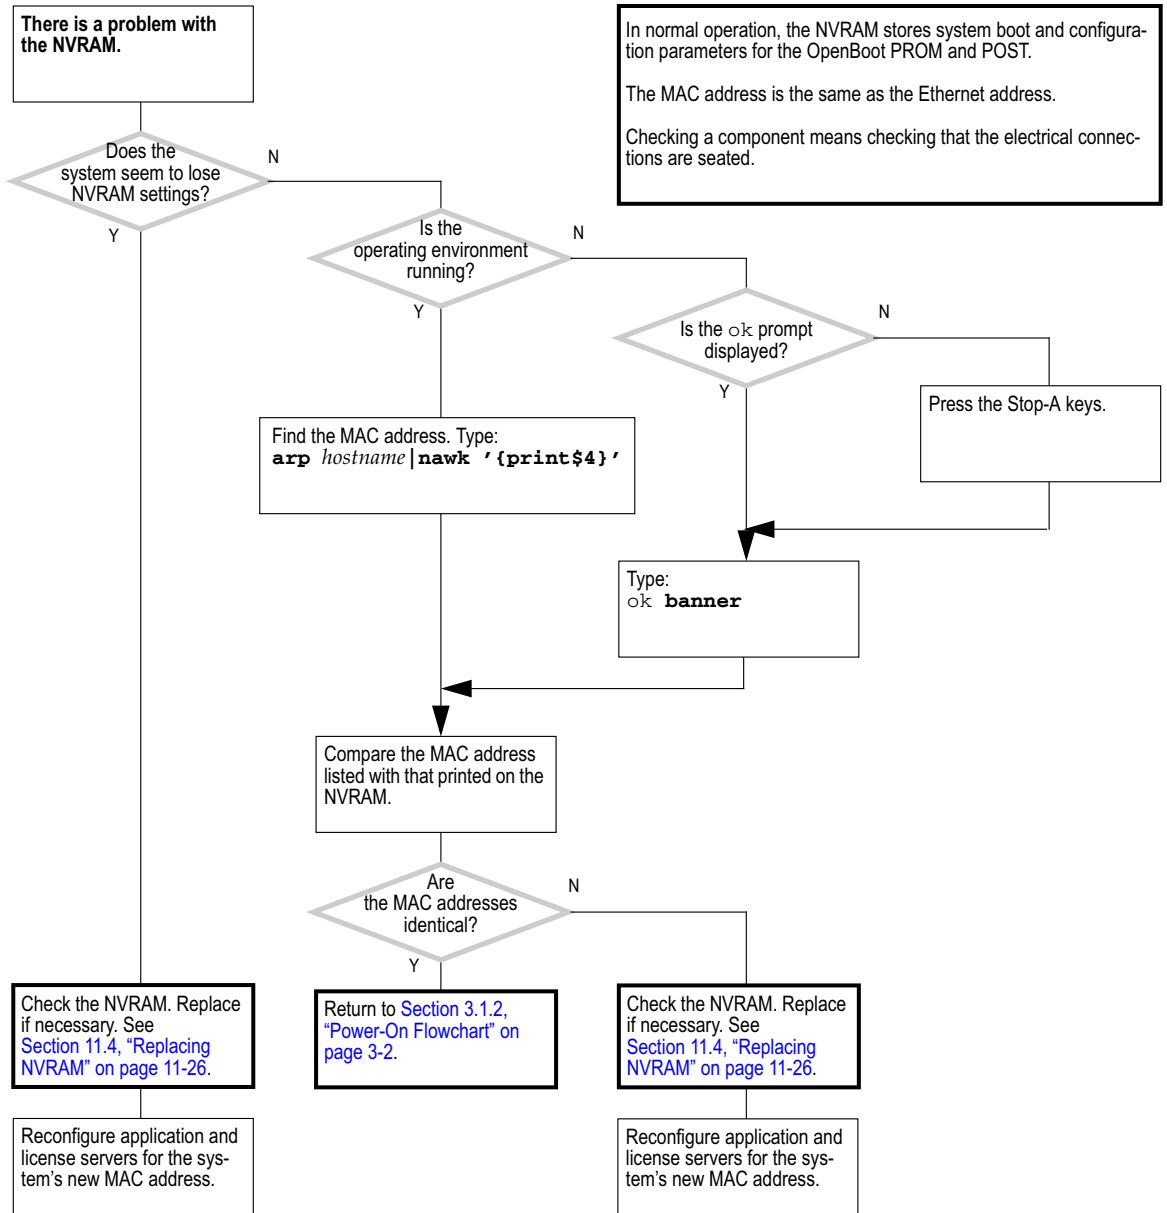 There is a problem with
the NVRAM.
In normal operation, the NVRAM stores system boot and configura-
tion parameters for the OpenBoot PROM and POST.
The MAC address is the same as the Ethernet address.
Checking a component means checking that the electrical connec-
tions are seated.
Does the
system seem to lose
NVRAM settings?
N
Y
Is the
operating environment
running?
N
Y
Is the ok prompt
displayed?
N
Y
Press the Stop-A keys.
Find the MAC address. Type:
arp hostname|nawk '{print$4}'
Type:
ok banner
Compare the MAC address
listed with that printed on the
NVRAM.
Are
the MAC addresses
identical?
N
Y
Check the NVRAM. Replace
if necessary. See
Section 11.4, “Replacing
NVRAM” on page 11-26.
Return to Section 3.1.2,
“Power-On Flowchart” on
page 3-2.
Check the NVRAM. Replace
if necessary. See
Section 11.4, “Replacing
NVRAM” on page 11-26.
Reconfigure application and
license servers for the sys-
tem’s new MAC address.
Reconfigure application and
license servers for the sys-
tem’s new MAC address.